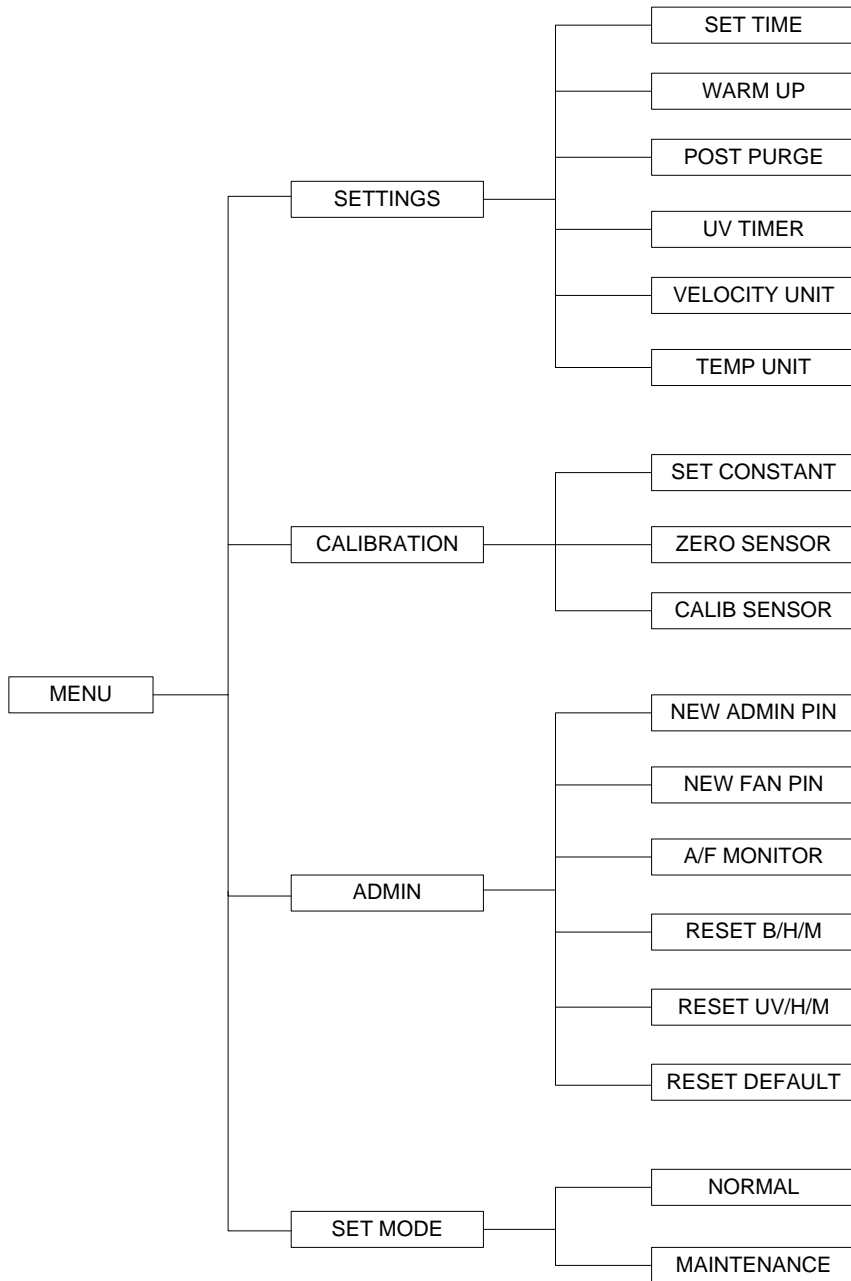 SET TIME
WARM UP
POST PURGE
SETTINGS
UV TIMER
VELOCITY UNIT
TEMP UNIT
SET CONSTANT
CALIBRATION
ZERO SENSOR
CALIB SENSOR
MENU
NEW ADMIN PIN
NEW FAN PIN
A/F MONITOR
ADMIN
RESET B/H/M
RESET UV/H/M
RESET DEFAULT
NORMAL
SET MODE
MAINTENANCE